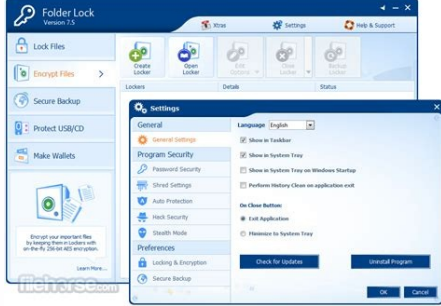 Folder Lock
Version 7.5
Xtras
Settings
Help & Support
Lock Files
Encrypt Files
Secure Backup
Protect USB/CD
Make Wallets
Create Locker
Open Locker
Edit Options
Close Locker
Backup Locker
Lockers
Details
Status
Encrypt your important files
by keeping them in Lockers with
on-the-fly 256-bit AES encryption.
Learn More...
filehorse.com
Settings
General
General Settings
Program Security
Password Security
Shred Settings
Auto Protection
Hack Security
Stealth Mode
Preferences
Locking & Encryption
Secure Backup
Language English
Show in Taskbar
Show in System Tray
Show in System Tray on Windows Startup
Perform History Clean on application exit
On Close Button:
Exit Application
Minimize to System Tray
Check for Updates
Uninstall Program
OK
Cancel